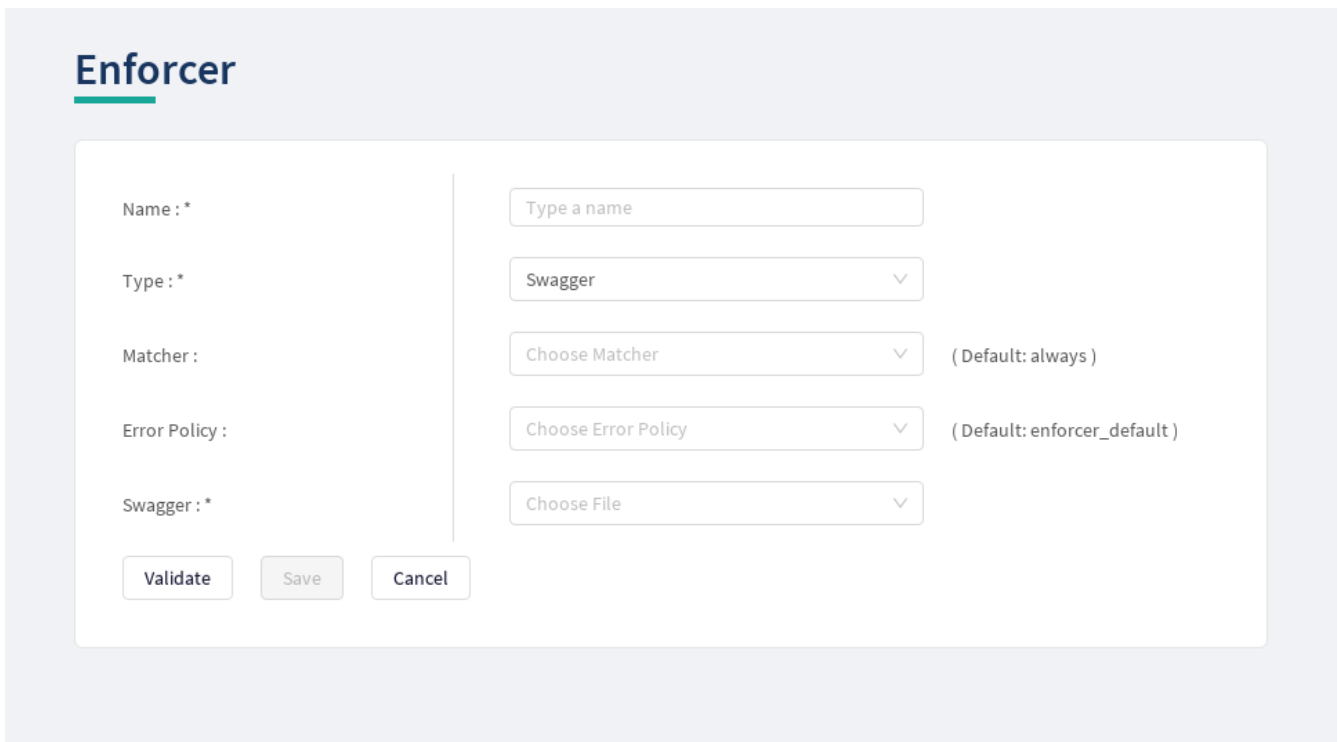 Enforcer
Name : * Type a name
Type : * Swagger
Matcher : Choose Matcher ( Default: always )
Error Policy : Choose Error Policy ( Default: enforcer_default )
Swagger : * Choose File
Validate Save Cancel